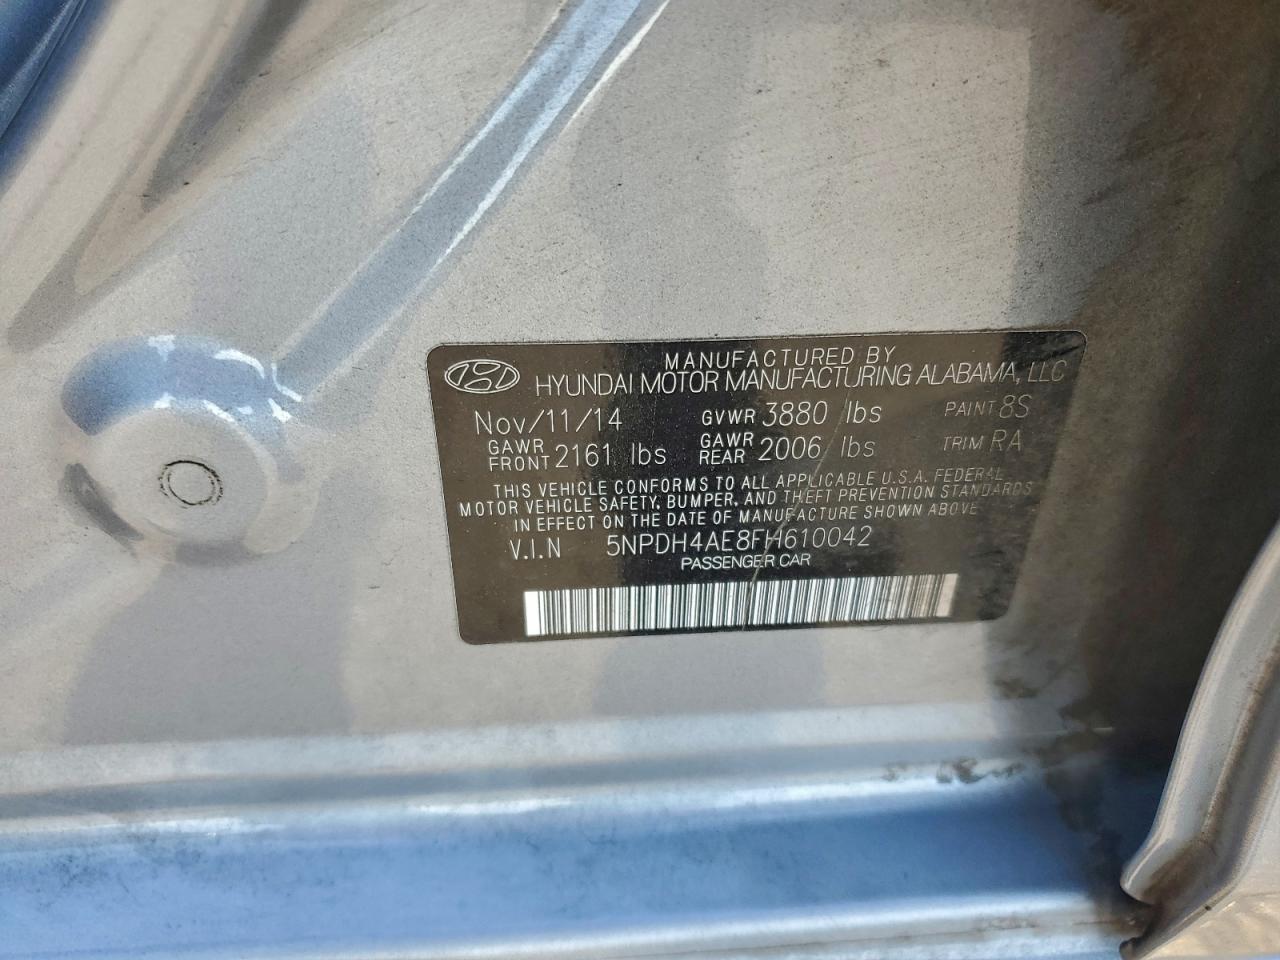 MANUFACTURED BY
HYUNDAI MOTOR MANUFACTURING ALABAMA, LLC
Nov/11/14 GVWR 3880 lbs PAINT 8S
GAWR FRONT 2161 lbs GAWR REAR 2006 lbs TRIM RA
THIS VEHICLE CONFORMS TO ALL APPLICABLE U.S.A. FEDERAL
MOTOR VEHICLE SAFETY, BUMPER, AND THEFT PREVENTION STANDARDS
IN EFFECT ON THE DATE OF MANUFACTURE SHOWN ABOVE
V.I.N 5NPDH4AE8FH610042
PASSENGER CAR